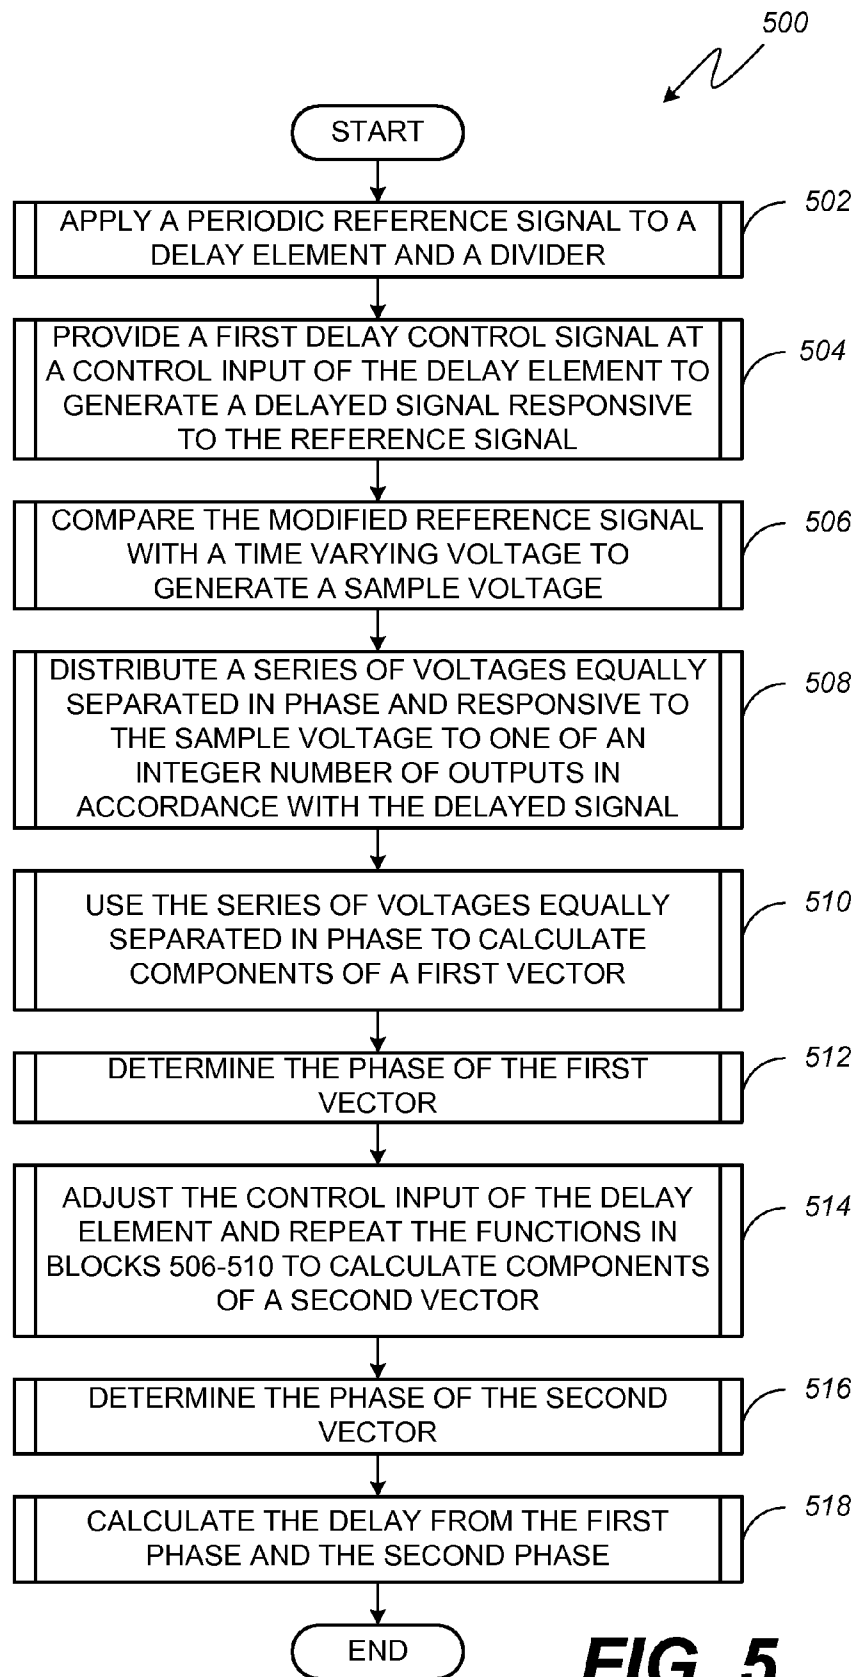 500
START
APPLY A PERIODIC REFERENCE SIGNAL TO A
DELAY ELEMENT AND A DIVIDER
502
PROVIDE A FIRST DELAY CONTROL SIGNAL AT
A CONTROL INPUT OF THE DELAY ELEMENT TO
GENERATE A DELAYED SIGNAL RESPONSIVE
TO THE REFERENCE SIGNAL
504
COMPARE THE MODIFIED REFERENCE SIGNAL
WITH A TIME VARYING VOLTAGE TO
GENERATE A SAMPLE VOLTAGE
506
DISTRIBUTE A SERIES OF VOLTAGES EQUALLY
SEPARATED IN PHASE AND RESPONSIVE TO
THE SAMPLE VOLTAGE TO ONE OF AN
INTEGER NUMBER OF OUTPUTS IN
ACCORDANCE WITH THE DELAYED SIGNAL
508
USE THE SERIES OF VOLTAGES EQUALLY
SEPARATED IN PHASE TO CALCULATE
COMPONENTS OF A FIRST VECTOR
510
DETERMINE THE PHASE OF THE FIRST
VECTOR
512
ADJUST THE CONTROL INPUT OF THE DELAY
ELEMENT AND REPEAT THE FUNCTIONS IN
BLOCKS 506-510 TO CALCULATE COMPONENTS
OF A SECOND VECTOR
514
DETERMINE THE PHASE OF THE SECOND
VECTOR
516
CALCULATE THE DELAY FROM THE FIRST
PHASE AND THE SECOND PHASE
518
END
FIG. 5